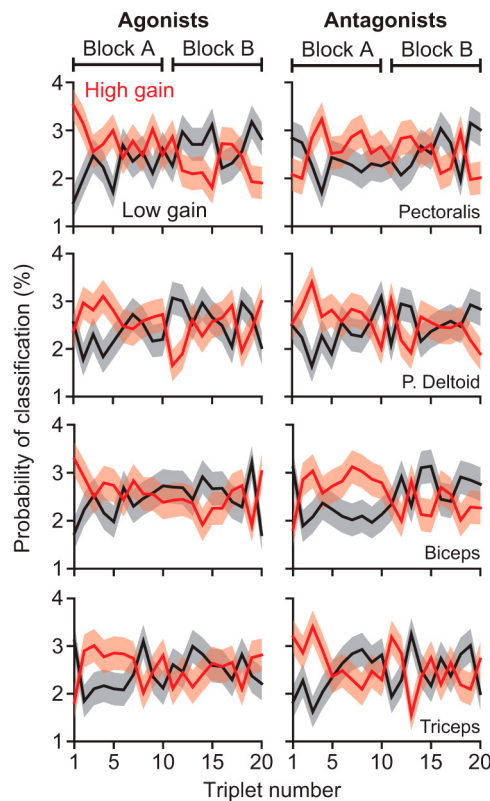 Agonists Antagonists
Block A Block B Block A Block B
4 High gain
3
2
1 Low gain Pectoralis
4
3
2
1 P. Deltoid
4
3
2
1 Biceps
4
3
2
1 Triceps
1 5 10 15 20 1 5 10 15 20
Triplet number
Probability of classification (%)